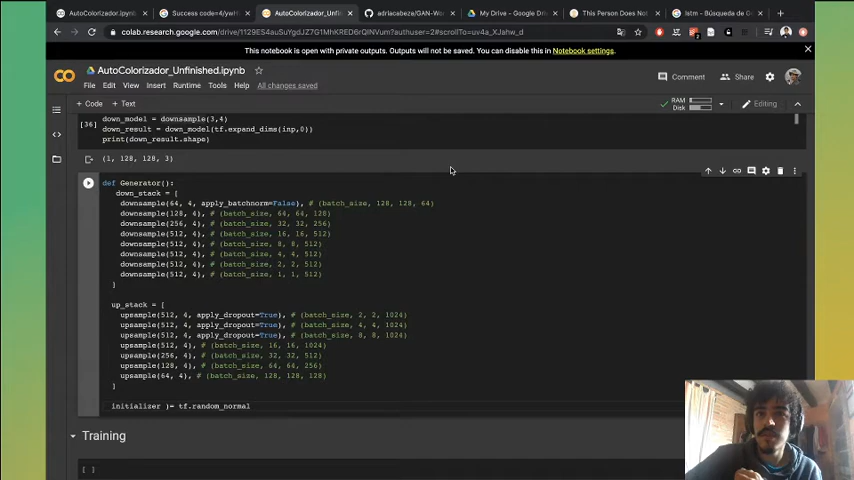 AutoColorizador.ipynb
Success code=4/ywH
AutoColorizador_Unfinished.ip
adriacabeza/GAN-Wor
My Drive - Google Dri
This Person Does Not
lstm - Búsqueda de G
colab.research.google.com/drive/1129ES4auSuYgdJZ7G1MhKRED6rQINVum?authuser=2#scrollTo=uv4a_XjAhw_d
This notebook is open with private outputs. Outputs will not be saved. You can disable this in Notebook settings.
AutoColorizador_Unfinished.ipynb
Comment
Share
File Edit View Insert Runtime Tools Help All changes saved
+ Code + Text
RAM
Disk
Editing
down_model = downsample(3,4)
[36] down_result = down_model(tf.expand_dims(inp,0))
print(down_result.shape)
(1, 128, 128, 3)
def Generator():
down_stack = [
downsample(64, 4, apply_batchnorm=False), # (batch_size, 128, 128, 64)
downsample(128, 4), # (batch_size, 64, 64, 128)
downsample(256, 4), # (batch_size, 32, 32, 256)
downsample(512, 4), # (batch_size, 16, 16, 512)
downsample(512, 4), # (batch_size, 8, 8, 512)
downsample(512, 4), # (batch_size, 4, 4, 512)
downsample(512, 4), # (batch_size, 2, 2, 512)
downsample(512, 4), # (batch_size, 1, 1, 512)
]
up_stack = [
upsample(512, 4, apply_dropout=True), # (batch_size, 2, 2, 1024)
upsample(512, 4, apply_dropout=True), # (batch_size, 4, 4, 1024)
upsample(512, 4, apply_dropout=True), # (batch_size, 8, 8, 1024)
upsample(512, 4), # (batch_size, 16, 16, 1024)
upsample(256, 4), # (batch_size, 32, 32, 512)
upsample(128, 4), # (batch_size, 64, 64, 256)
upsample(64, 4), # (batch_size, 128, 128, 128)
]
initializer )= tf.random_normal
Training
[ ]